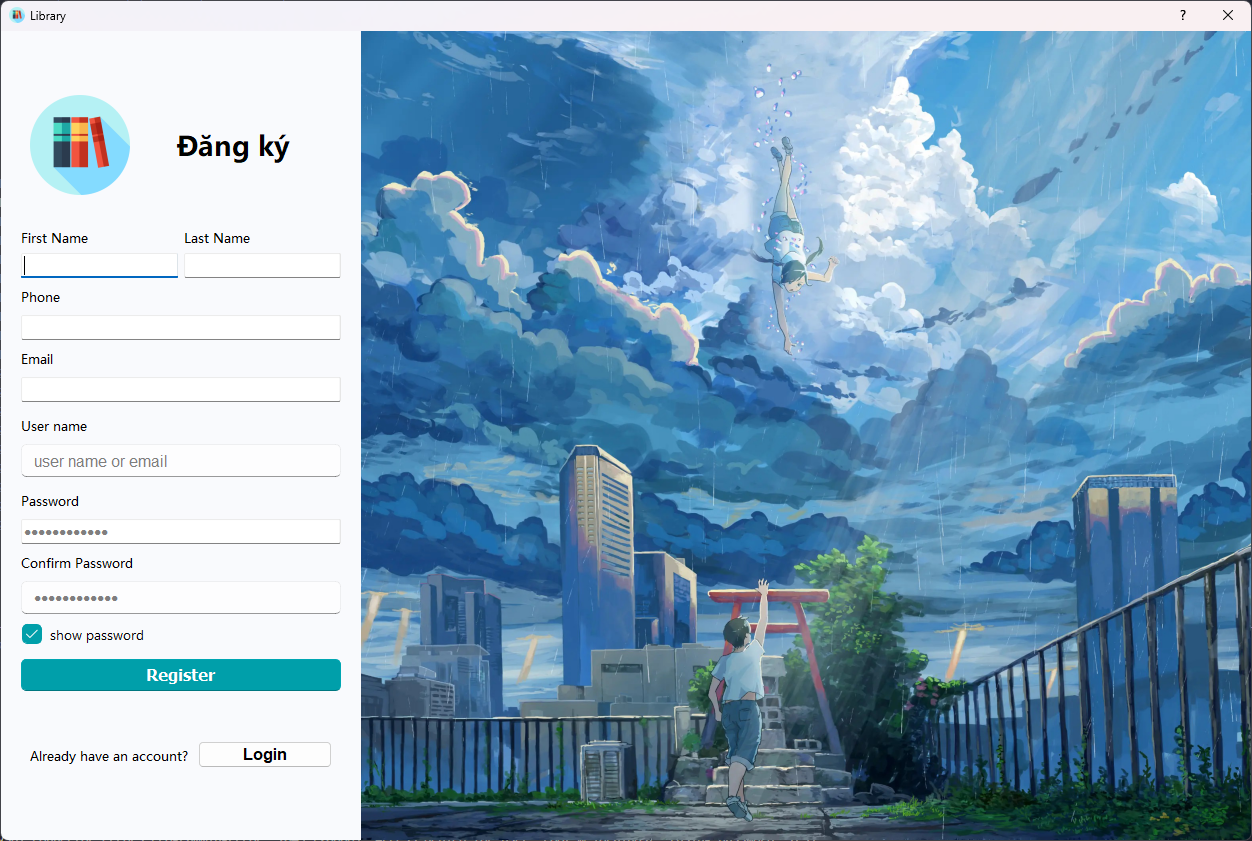 Library
?
Đăng ký
First Name Last Name
Phone
Email
User name
user name or email
Password
●●●●●●●●●●●●
Confirm Password
●●●●●●●●●●●●
show password
Register
Already have an account? Login